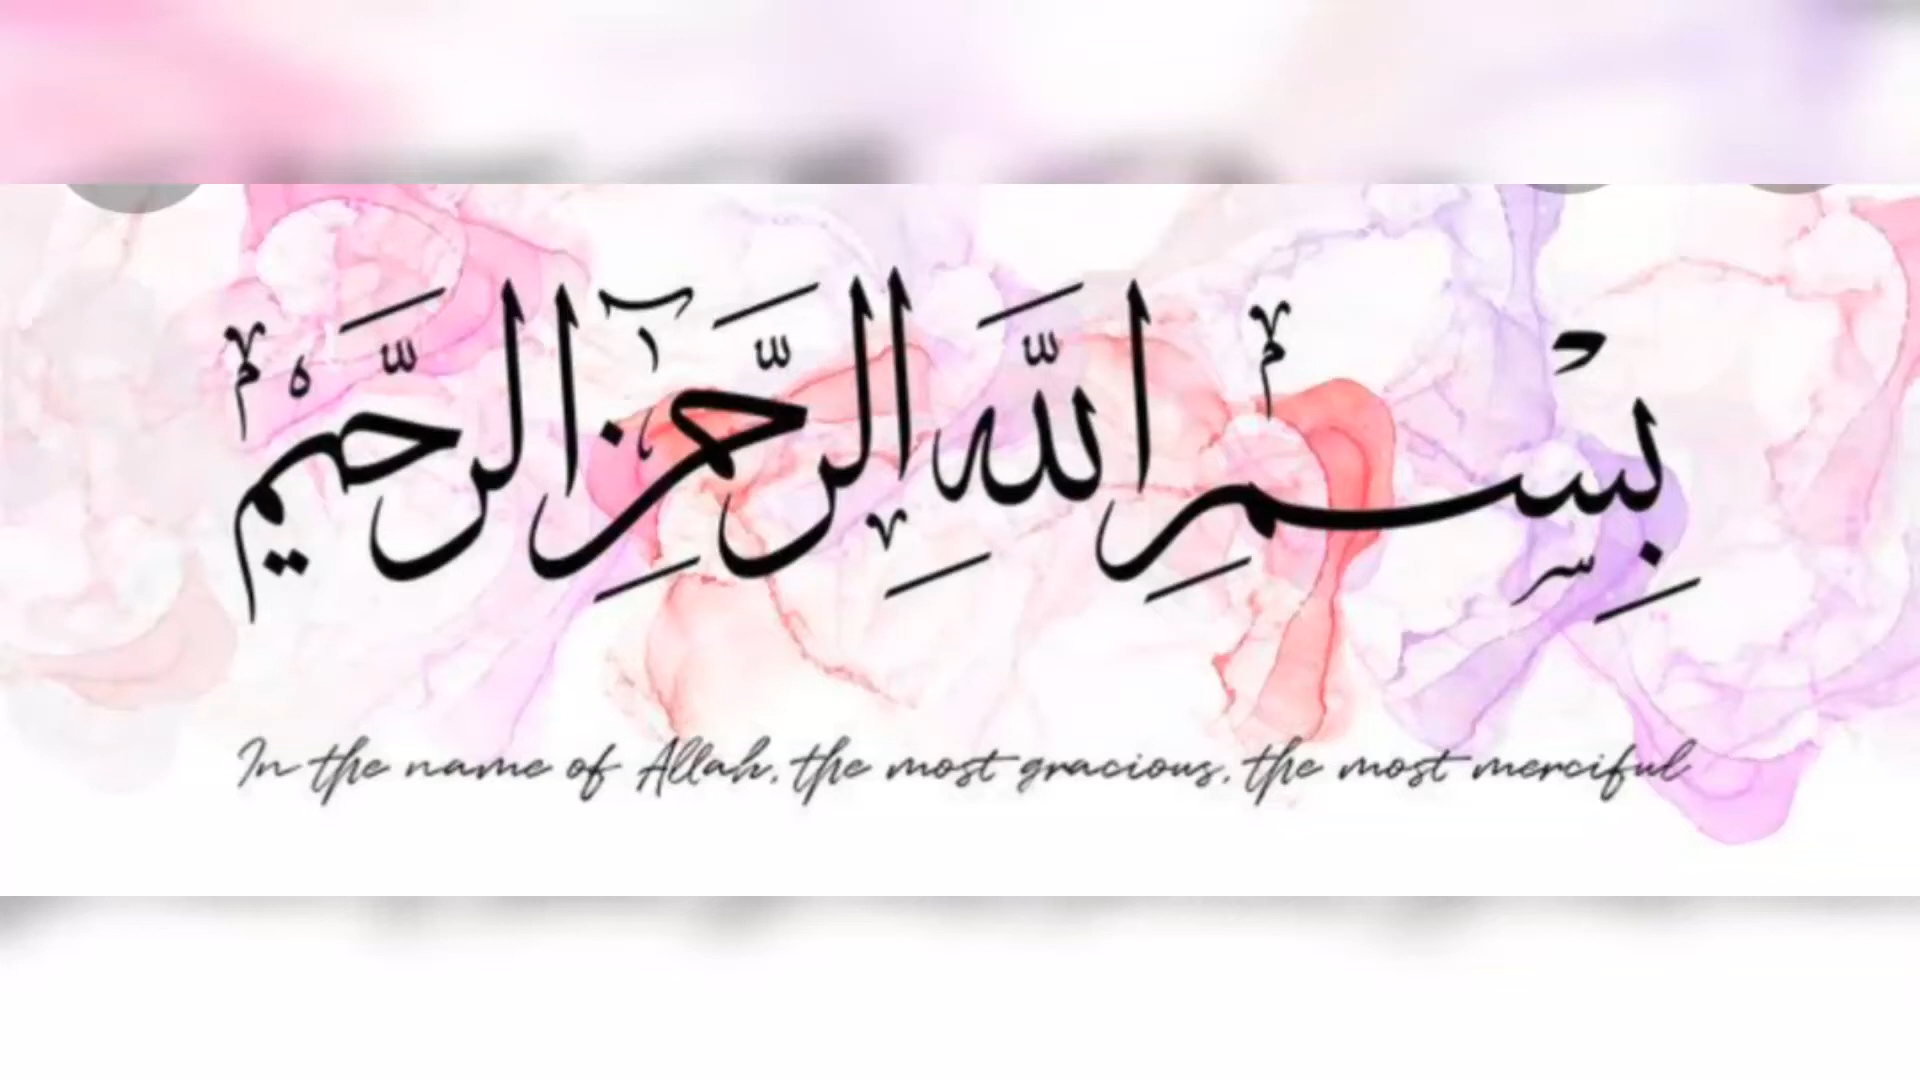 بِسْمِ اللَّهِ الرَّحْمٰنِ الرَّحِيمِ
In the name of Allah, the most gracious, the most merciful